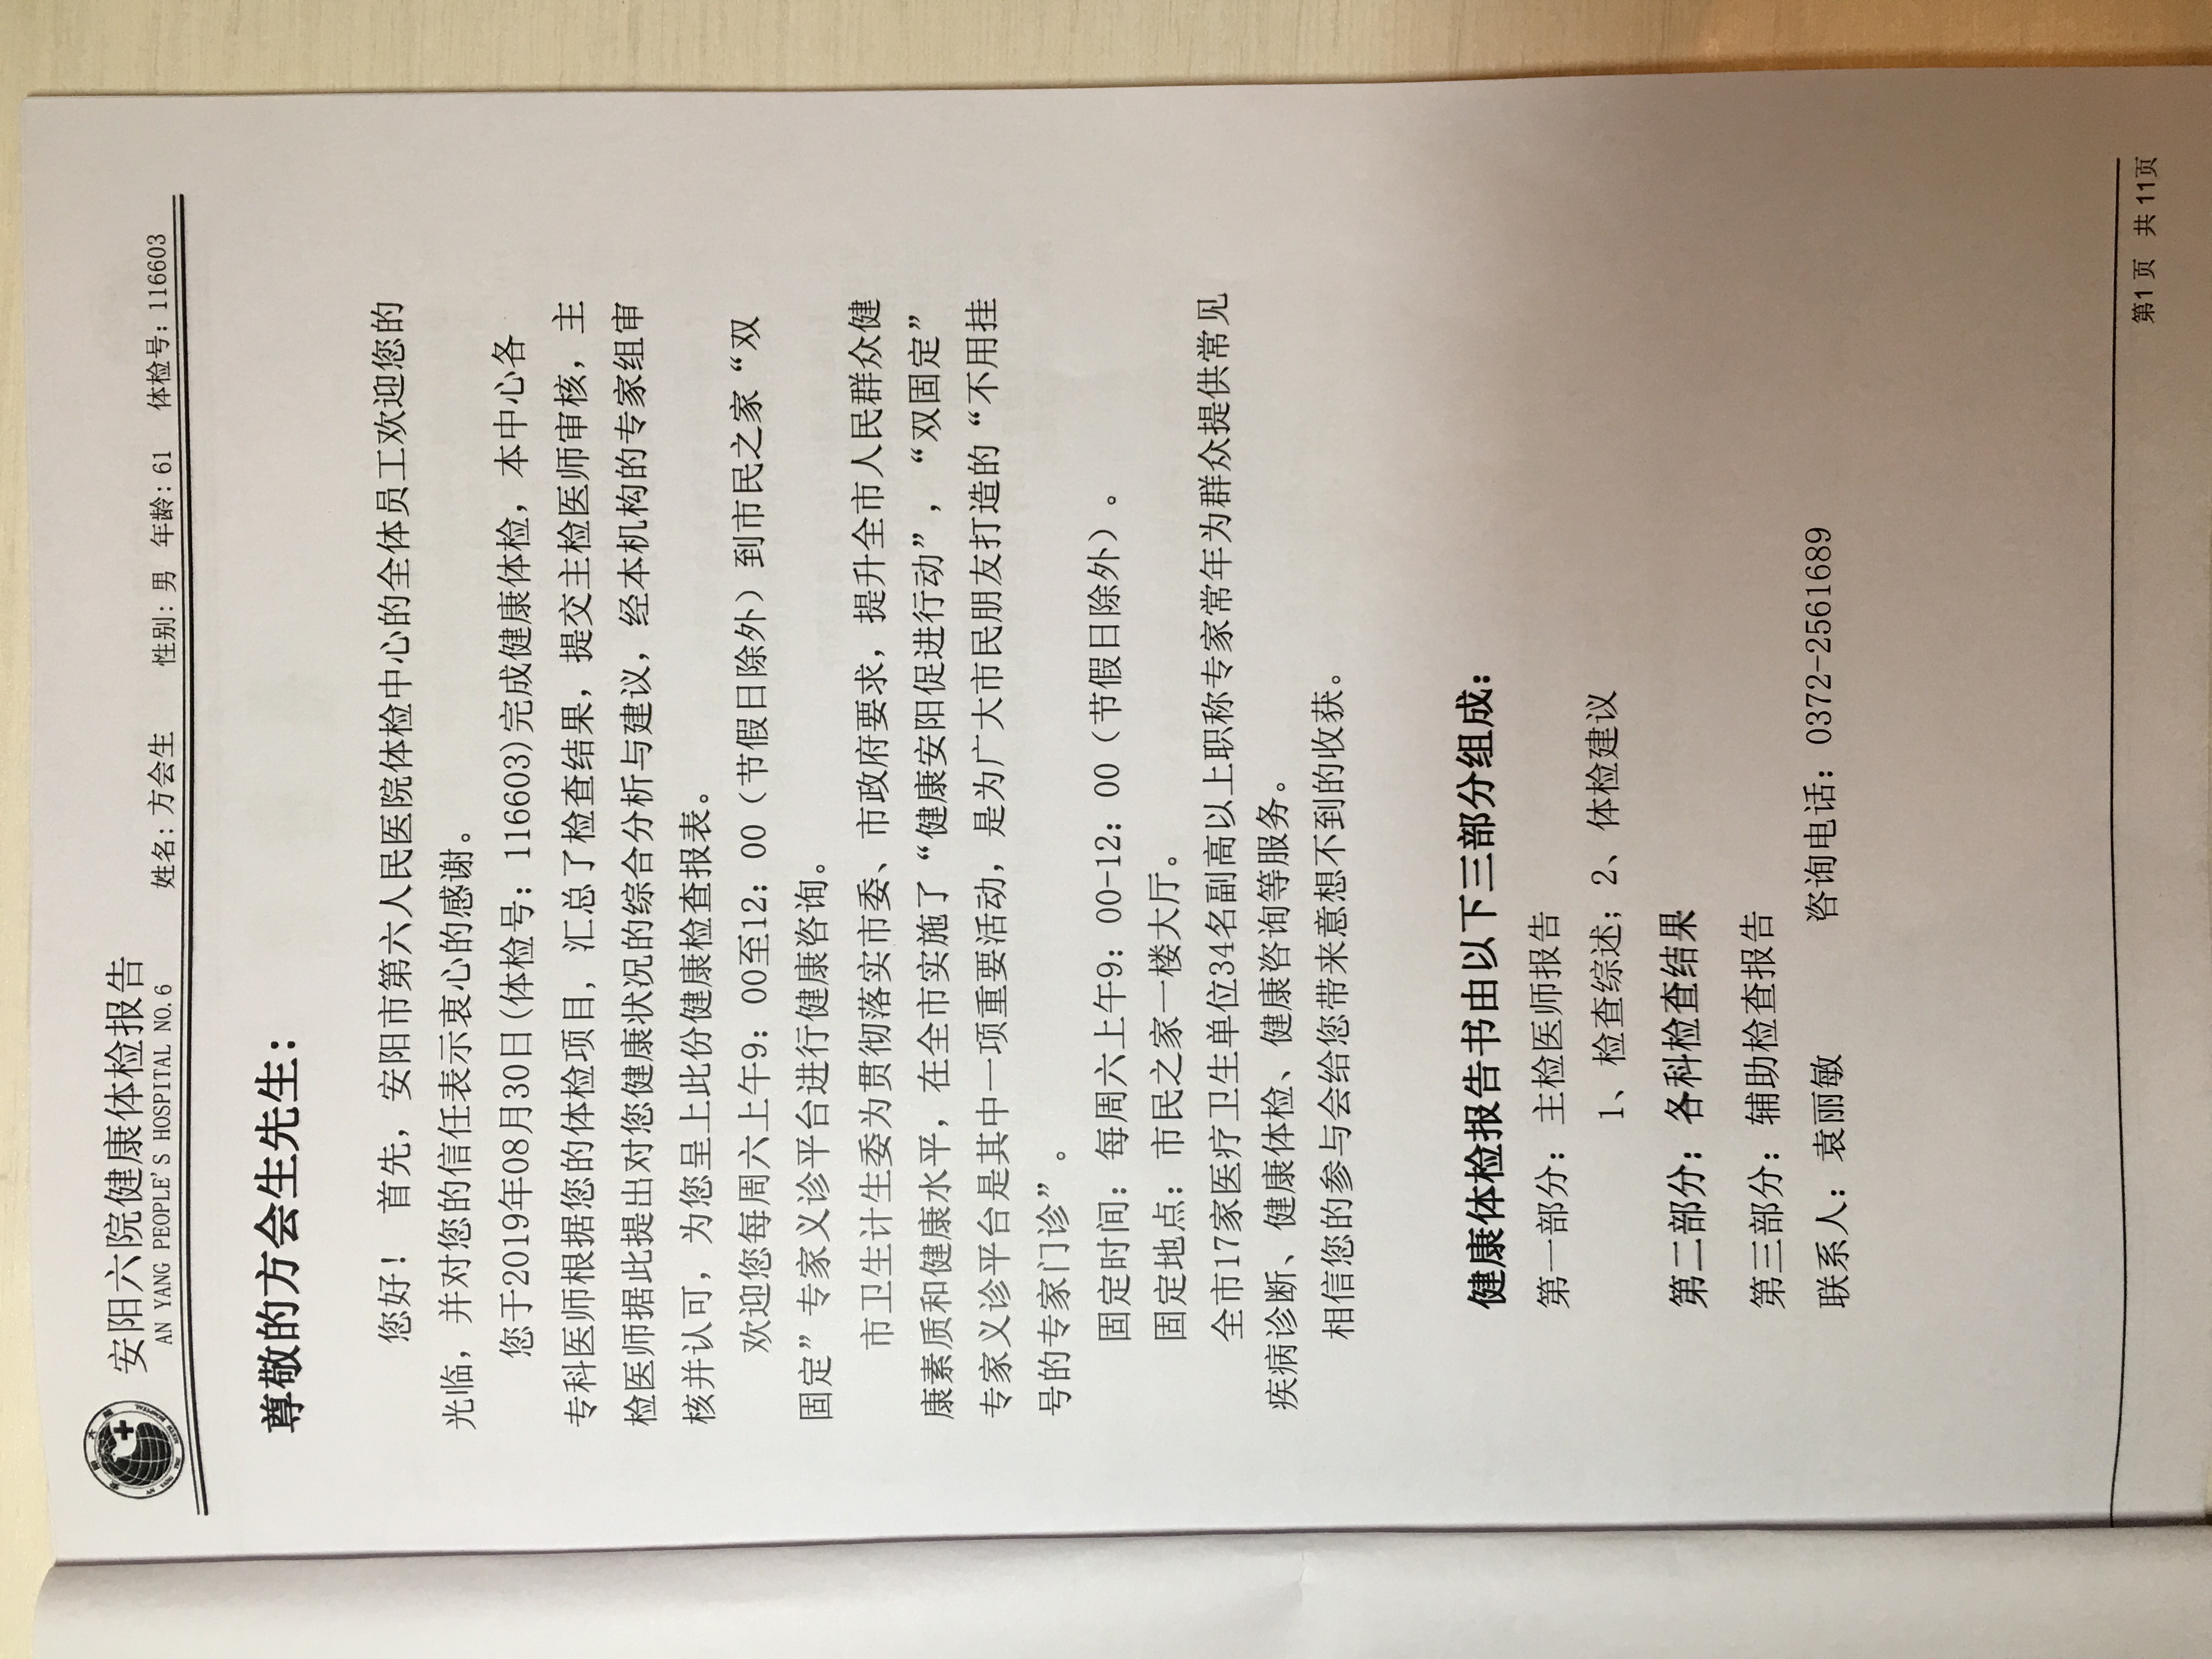 安阳六院健康体检报告
AN YANG PEOPLE'S HOSPITAL NO.6
姓名: 方会生 性别: 男 年龄: 61 体检号: 116603
尊敬的方会生先生:
您好! 首先，安阳市第六人民医院体检中心的全体员工欢迎您的
光临，并对您的信任表示衷心的感谢。
您于2019年08月30日(体检号: 116603)完成健康体检，本中心各
专科医师根据您的体检项目, 汇总了检查结果，提交主检医师审核，主
检医师据此提出对您健康状况的综合分析与建议，经本机构的专家组审
核并认可，为您呈上此份健康检查报表。
欢迎您每周六上午9：00至12：00（节假日除外）到市民之家“双
固定”专家义诊平台进行健康咨询。
市卫生计生委为贯彻落实市委、市政府要求，提升全市人民群众健
康素质和健康水平，在全市实施了“健康安阳促进行动”，“双固定”
专家义诊平台是其中一项重要活动，是为广大市民朋友打造的“不用挂
号的专家门诊”。
固定时间：每周六上午9：00-12：00（节假日除外）。
固定地点：市民之家一楼大厅。
全市17家医疗卫生单位34名副高以上职称专家常年为群众提供常见
疾病诊断、健康体检、健康咨询等服务。
相信您的参与会给您带来意想不到的收获。
健康体检报告书由以下三部分组成：
第一部分：主检医师报告
1、检查综述；2、体检建议
第二部分：各科检查结果
第三部分：辅助检查报告
联系人：袁丽敏 咨询电话：0372-2561689
第1 页 共 11页